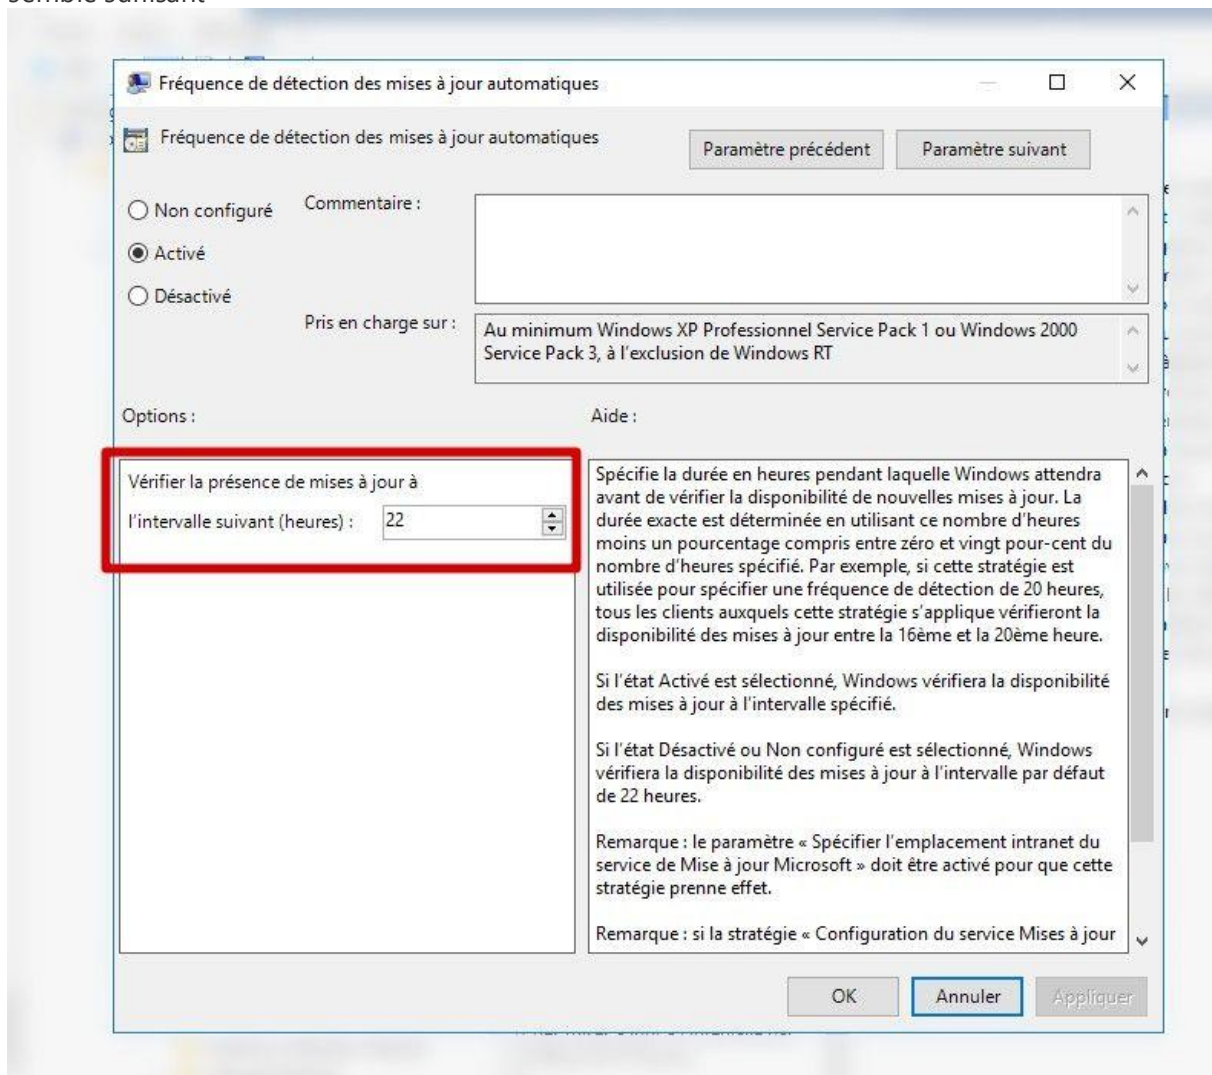 Fréquence de détection des mises à jour automatiques
Fréquence de détection des mises à jour automatiques
Paramètre précédent
Paramètre suivant
Non configuré
Commentaire :
Activé
Désactivé
Pris en charge sur :
Au minimum Windows XP Professionnel Service Pack 1 ou Windows 2000
Service Pack 3, à l'exclusion de Windows RT
Options :
Aide :
Vérifier la présence de mises à jour à
l'intervalle suivant (heures) :
22
Spécifie la durée en heures pendant laquelle Windows attendra
avant de vérifier la disponibilité de nouvelles mises à jour. La
durée exacte est déterminée en utilisant ce nombre d'heures
moins un pourcentage compris entre zéro et vingt pour-cent du
nombre d'heures spécifié. Par exemple, si cette stratégie est
utilisée pour spécifier une fréquence de détection de 20 heures,
tous les clients auxquels cette stratégie s'applique vérifieront la
disponibilité des mises à jour entre la 16ème et la 20ème heure.
Si l'état Activé est sélectionné, Windows vérifiera la disponibilité
des mises à jour à l'intervalle spécifié.
Si l'état Désactivé ou Non configuré est sélectionné, Windows
vérifiera la disponibilité des mises à jour à l'intervalle par défaut
de 22 heures.
Remarque : le paramètre « Spécifier l'emplacement intranet du
service de Mise à jour Microsoft » doit être activé pour que cette
stratégie prenne effet.
Remarque : si la stratégie « Configuration du service Mises à jour
OK
Annuler
Appliquer